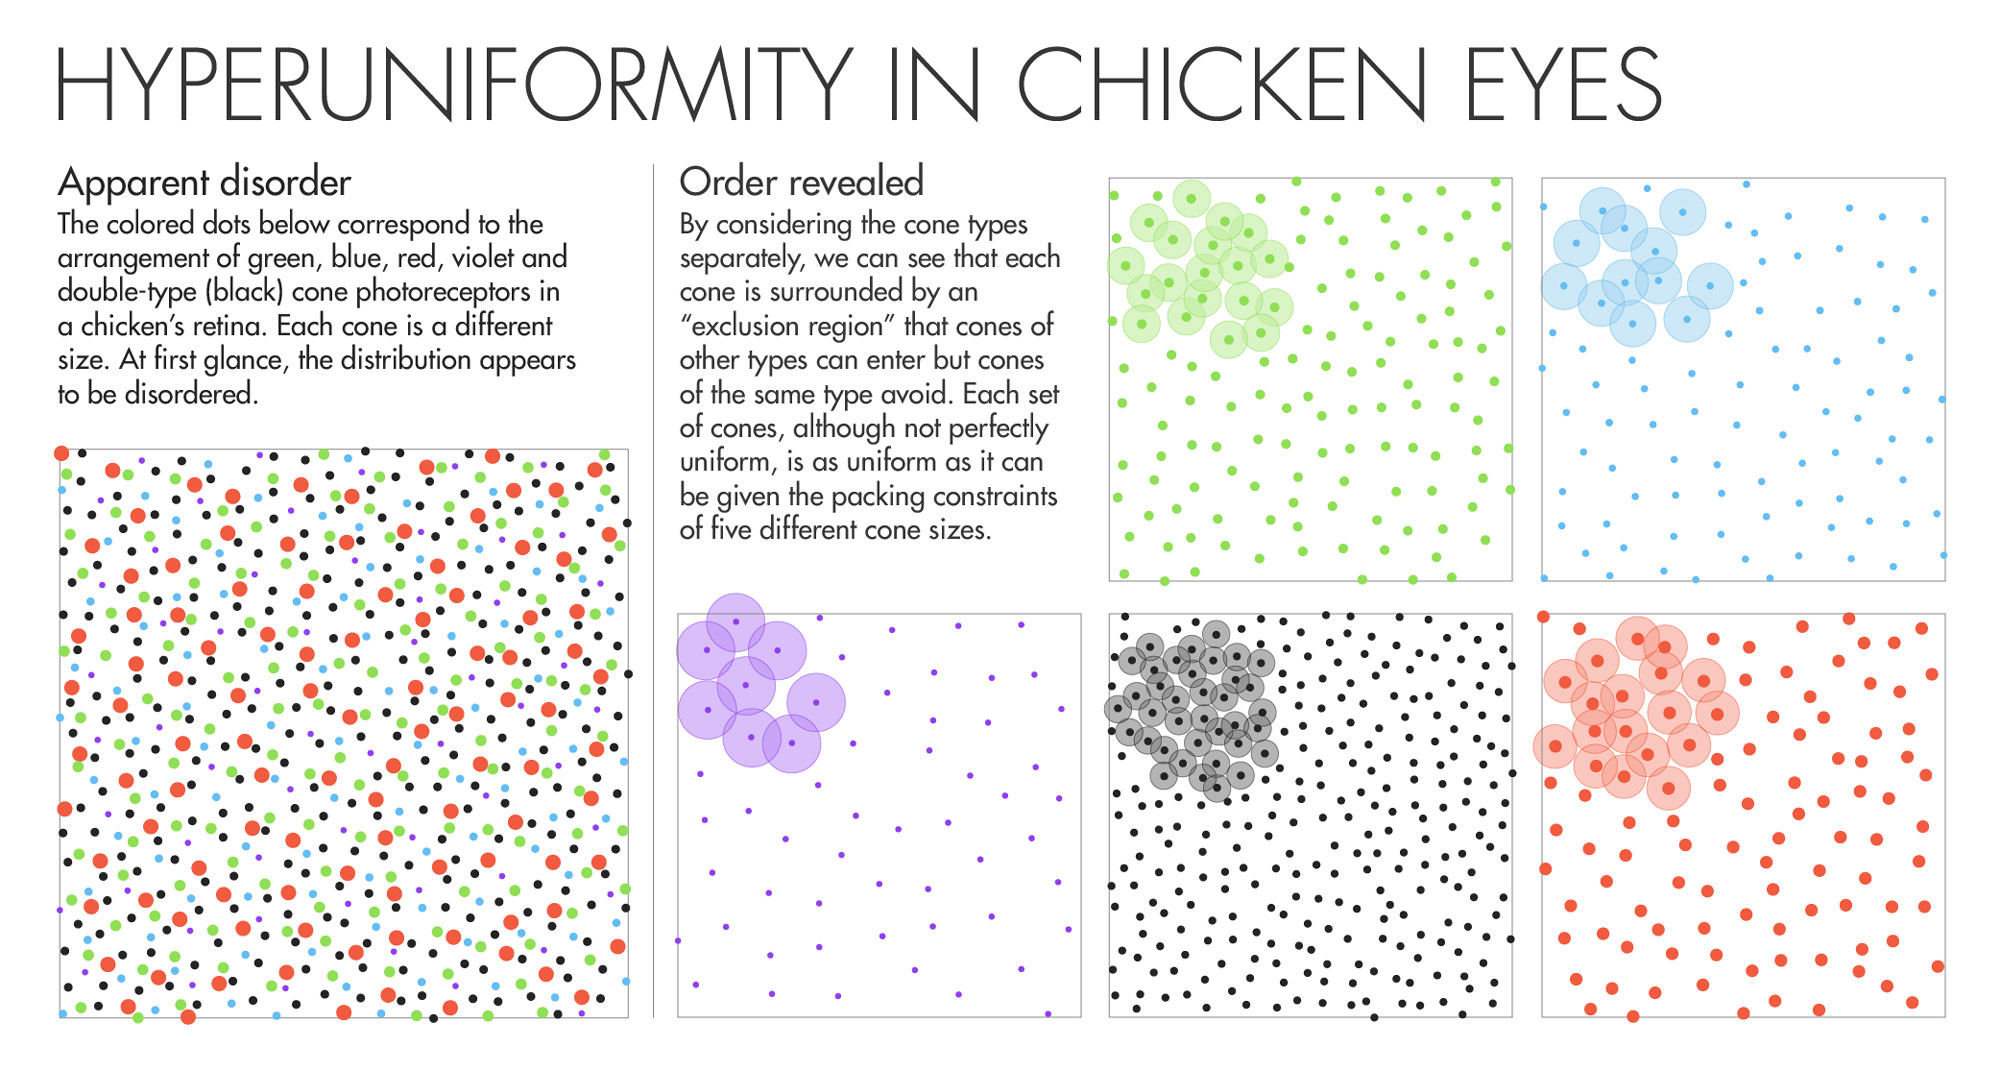 HYPERUNIFORMITY IN CHICKEN EYES
Apparent disorder
The colored dots below correspond to the
arrangement of green, blue, red, violet and
double-type (black) cone photoreceptors in
a chicken’s retina. Each cone is a different
size. At first glance, the distribution appears
to be disordered.
Order revealed
By considering the cone types
separately, we can see that each
cone is surrounded by an
“exclusion region” that cones of
other types can enter but cones
of the same type avoid. Each set
of cones, although not perfectly
uniform, is as uniform as it can
be given the packing constraints
of five different cone sizes.